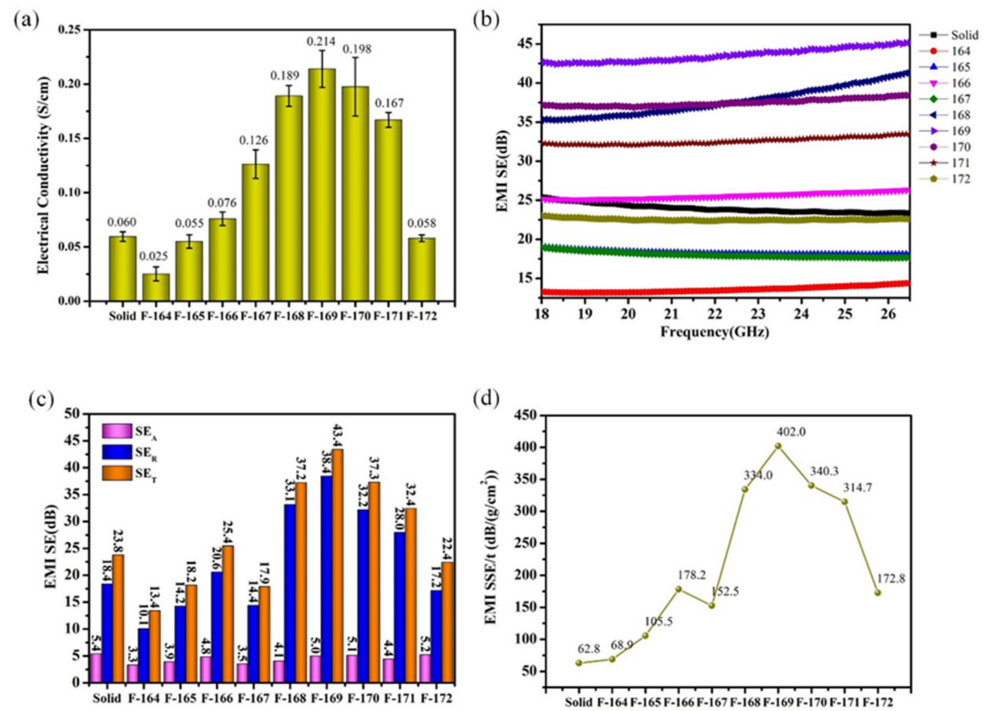 (a)
Electrical Conductivity (S/cm)
0.25
0.20
0.15
0.10
0.05
0.00
0.060
0.025
0.055
0.076
0.126
0.189
0.214
0.198
0.167
0.058
Solid F-164 F-165 F-166 F-167 F-168 F-169 F-170 F-171 F-172
(b)
EMI SE(dB)
45
40
35
30
25
20
15
18 19 20 21 22 23 24 25 26
Frequency(GHz)
Solid
164
165
166
167
168
169
170
171
172
(c)
EMI SE(dB)
50
45
40
35
30
25
20
15
10
5
0
SE_A
SE_R
SE_T
5.4 18.4 23.8
3.3 10.1 13.4
3.9 14.2 18.2
4.8 20.6 25.4
3.5 14.4 17.9
4.1 33.1 37.2
5.0 38.4 43.4
5.1 32.2 37.3
4.4 28.0 32.4
5.2 17.2 22.4
Solid F-164 F-165 F-166 F-167 F-168 F-169 F-170 F-171 F-172
(d)
EMI SSE/t (dB/(g/cm²))
450
400
350
300
250
200
150
100
50
62.8
68.9
105.5
178.2
152.5
334.0
402.0
340.3
314.7
172.8
Solid F-164 F-165 F-166 F-167 F-168 F-169 F-170 F-171 F-172